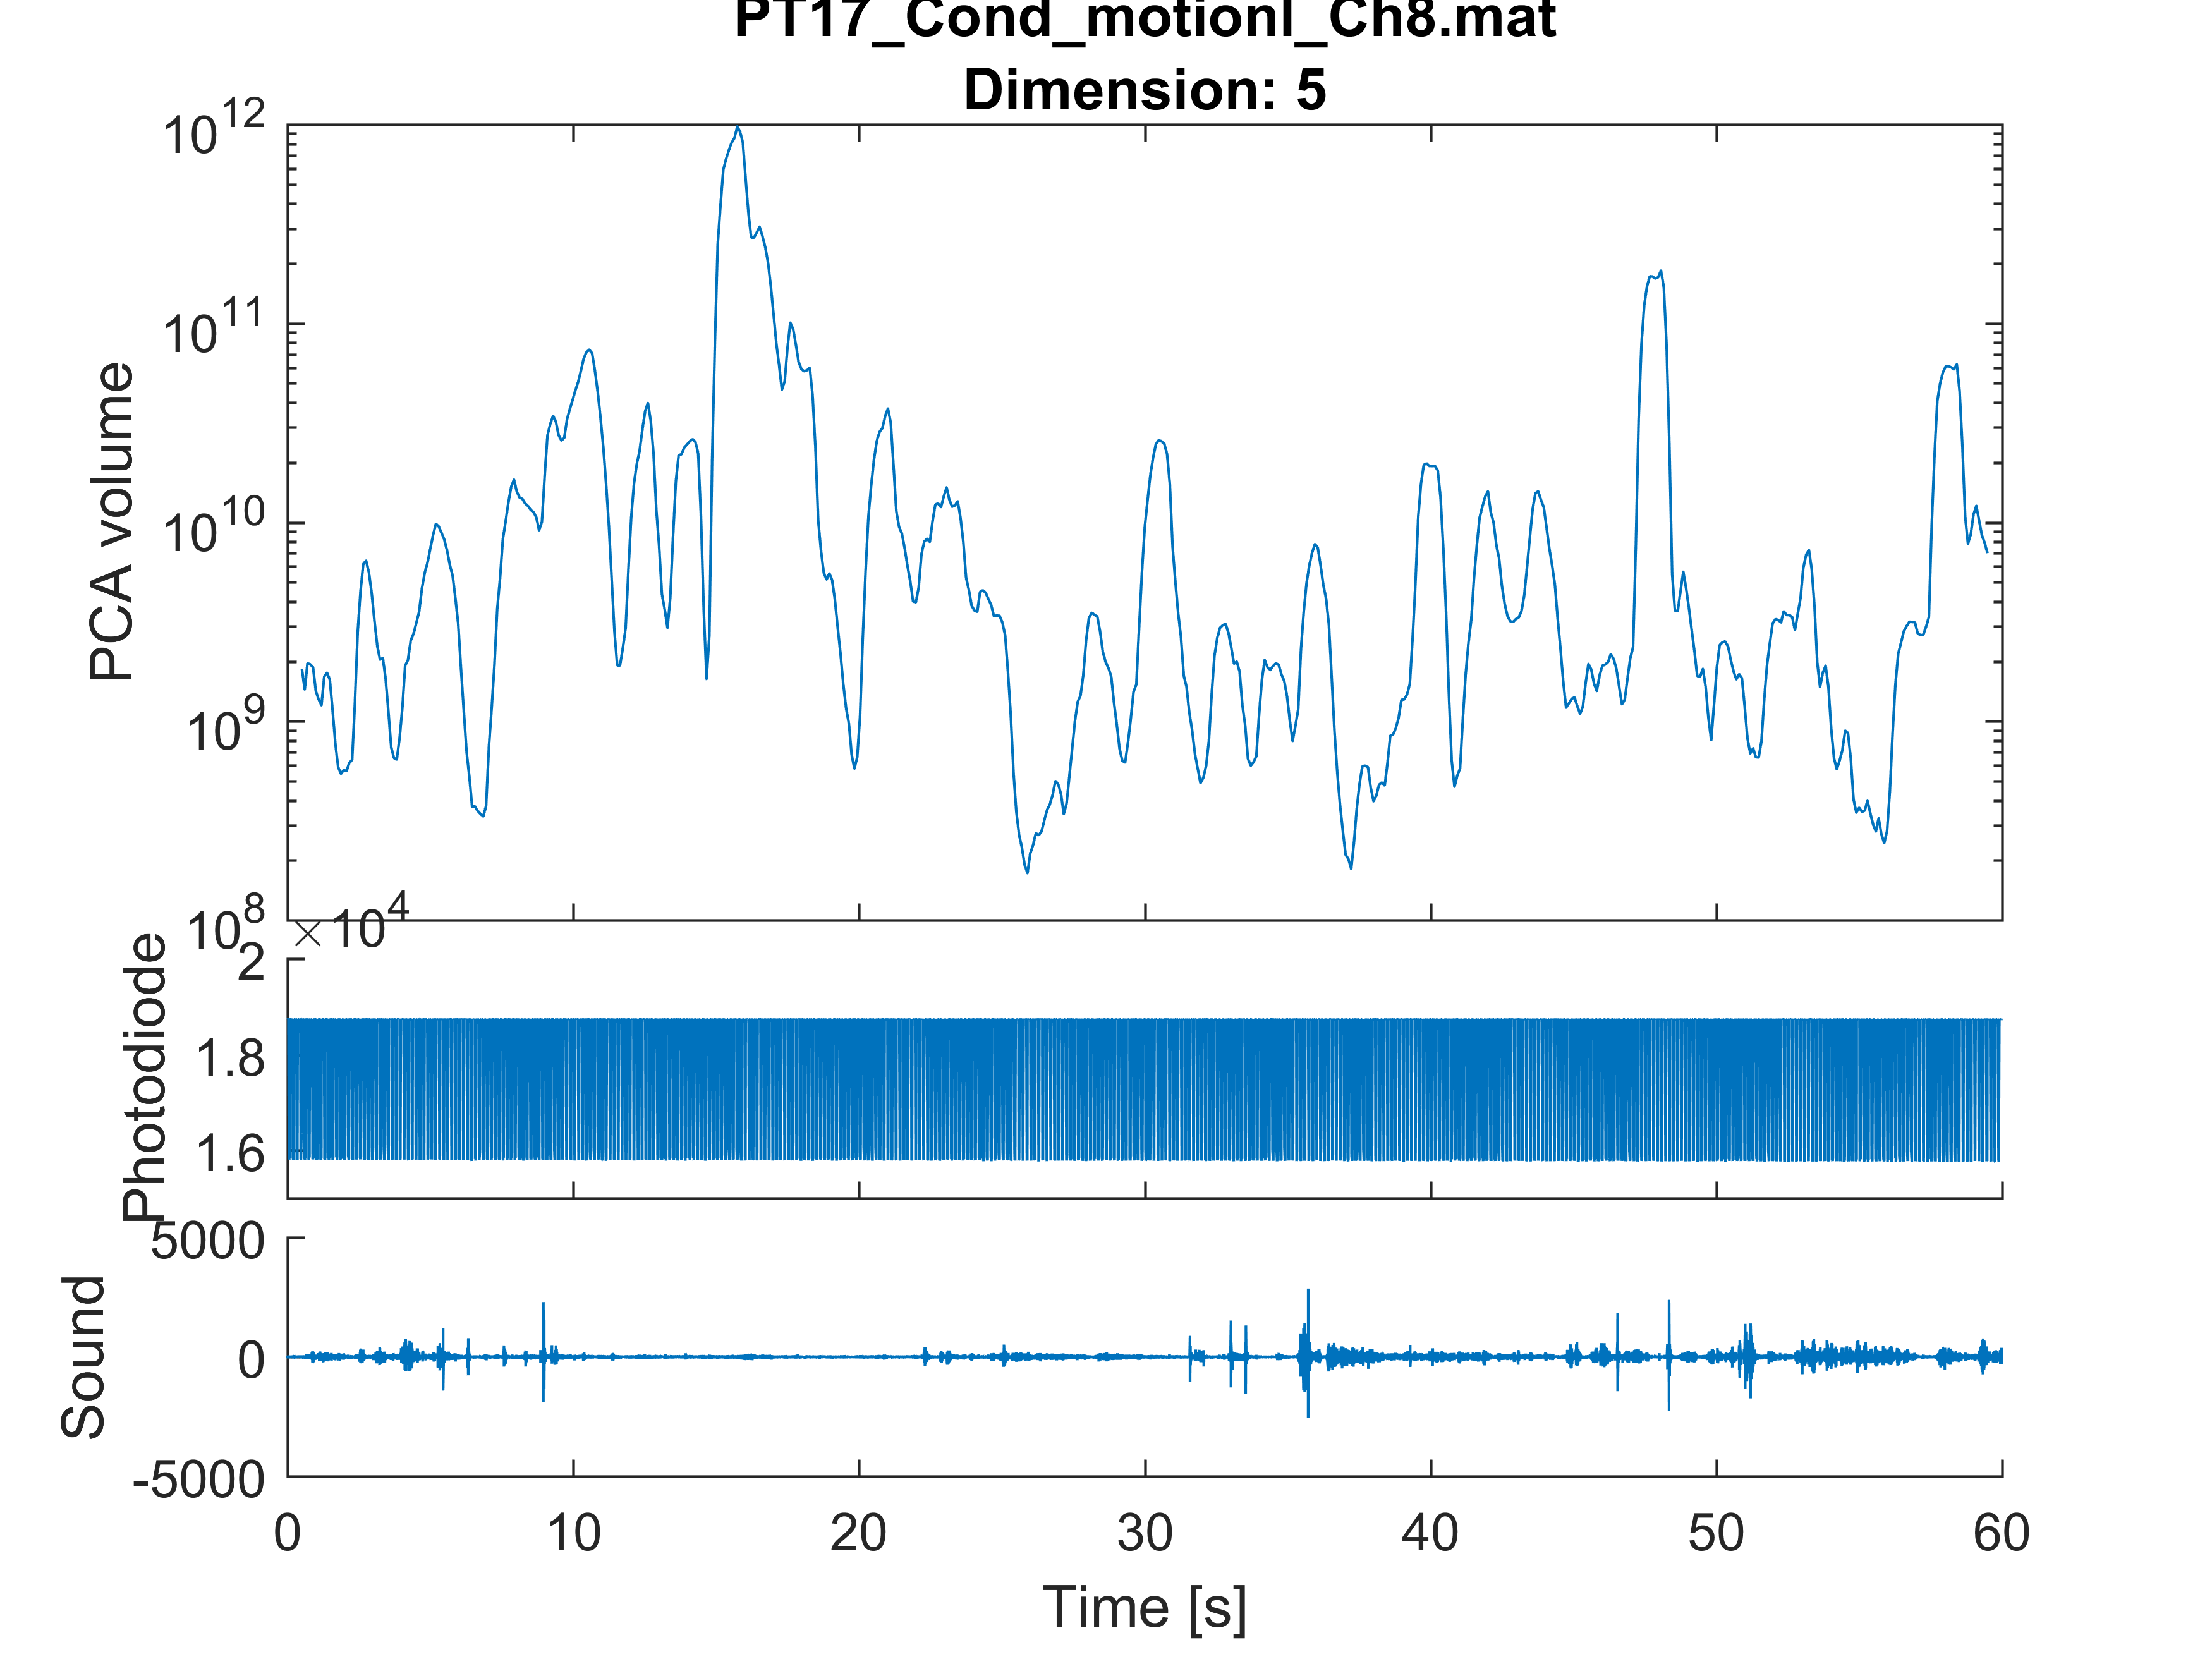 PT17_Cond_motionI_Ch8.mat
Dimension: 5
PCA volume
10^12
10^11
10^10
10^9
10^8
× 10^4
Photodiode
2
1.8
1.6
Sound
5000
0
-5000
0 10 20 30 40 50 60
Time [s]